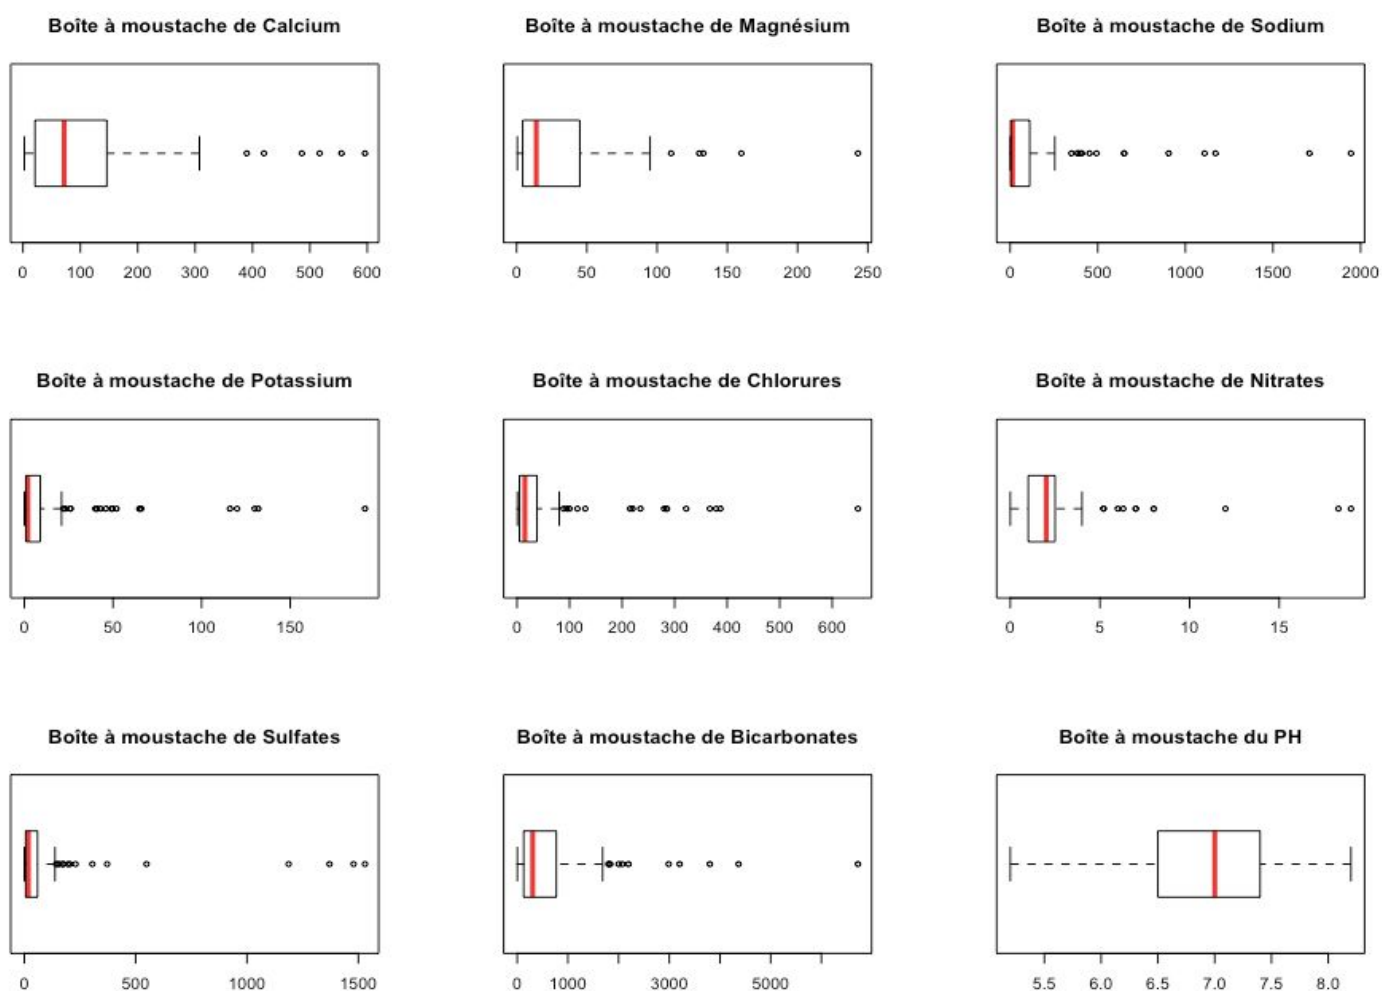 Boîte à moustache de Calcium
Boîte à moustache de Magnésium
Boîte à moustache de Sodium
0 100 200 300 400 500 600
0 50 100 150 200 250
0 500 1000 1500 2000
Boîte à moustache de Potassium
Boîte à moustache de Chlorures
Boîte à moustache de Nitrates
0 50 100 150
0 100 200 300 400 500 600
0 5 10 15
Boîte à moustache de Sulfates
Boîte à moustache de Bicarbonates
Boîte à moustache du PH
0 500 1000 1500
0 1000 3000 5000
5.5 6.0 6.5 7.0 7.5 8.0